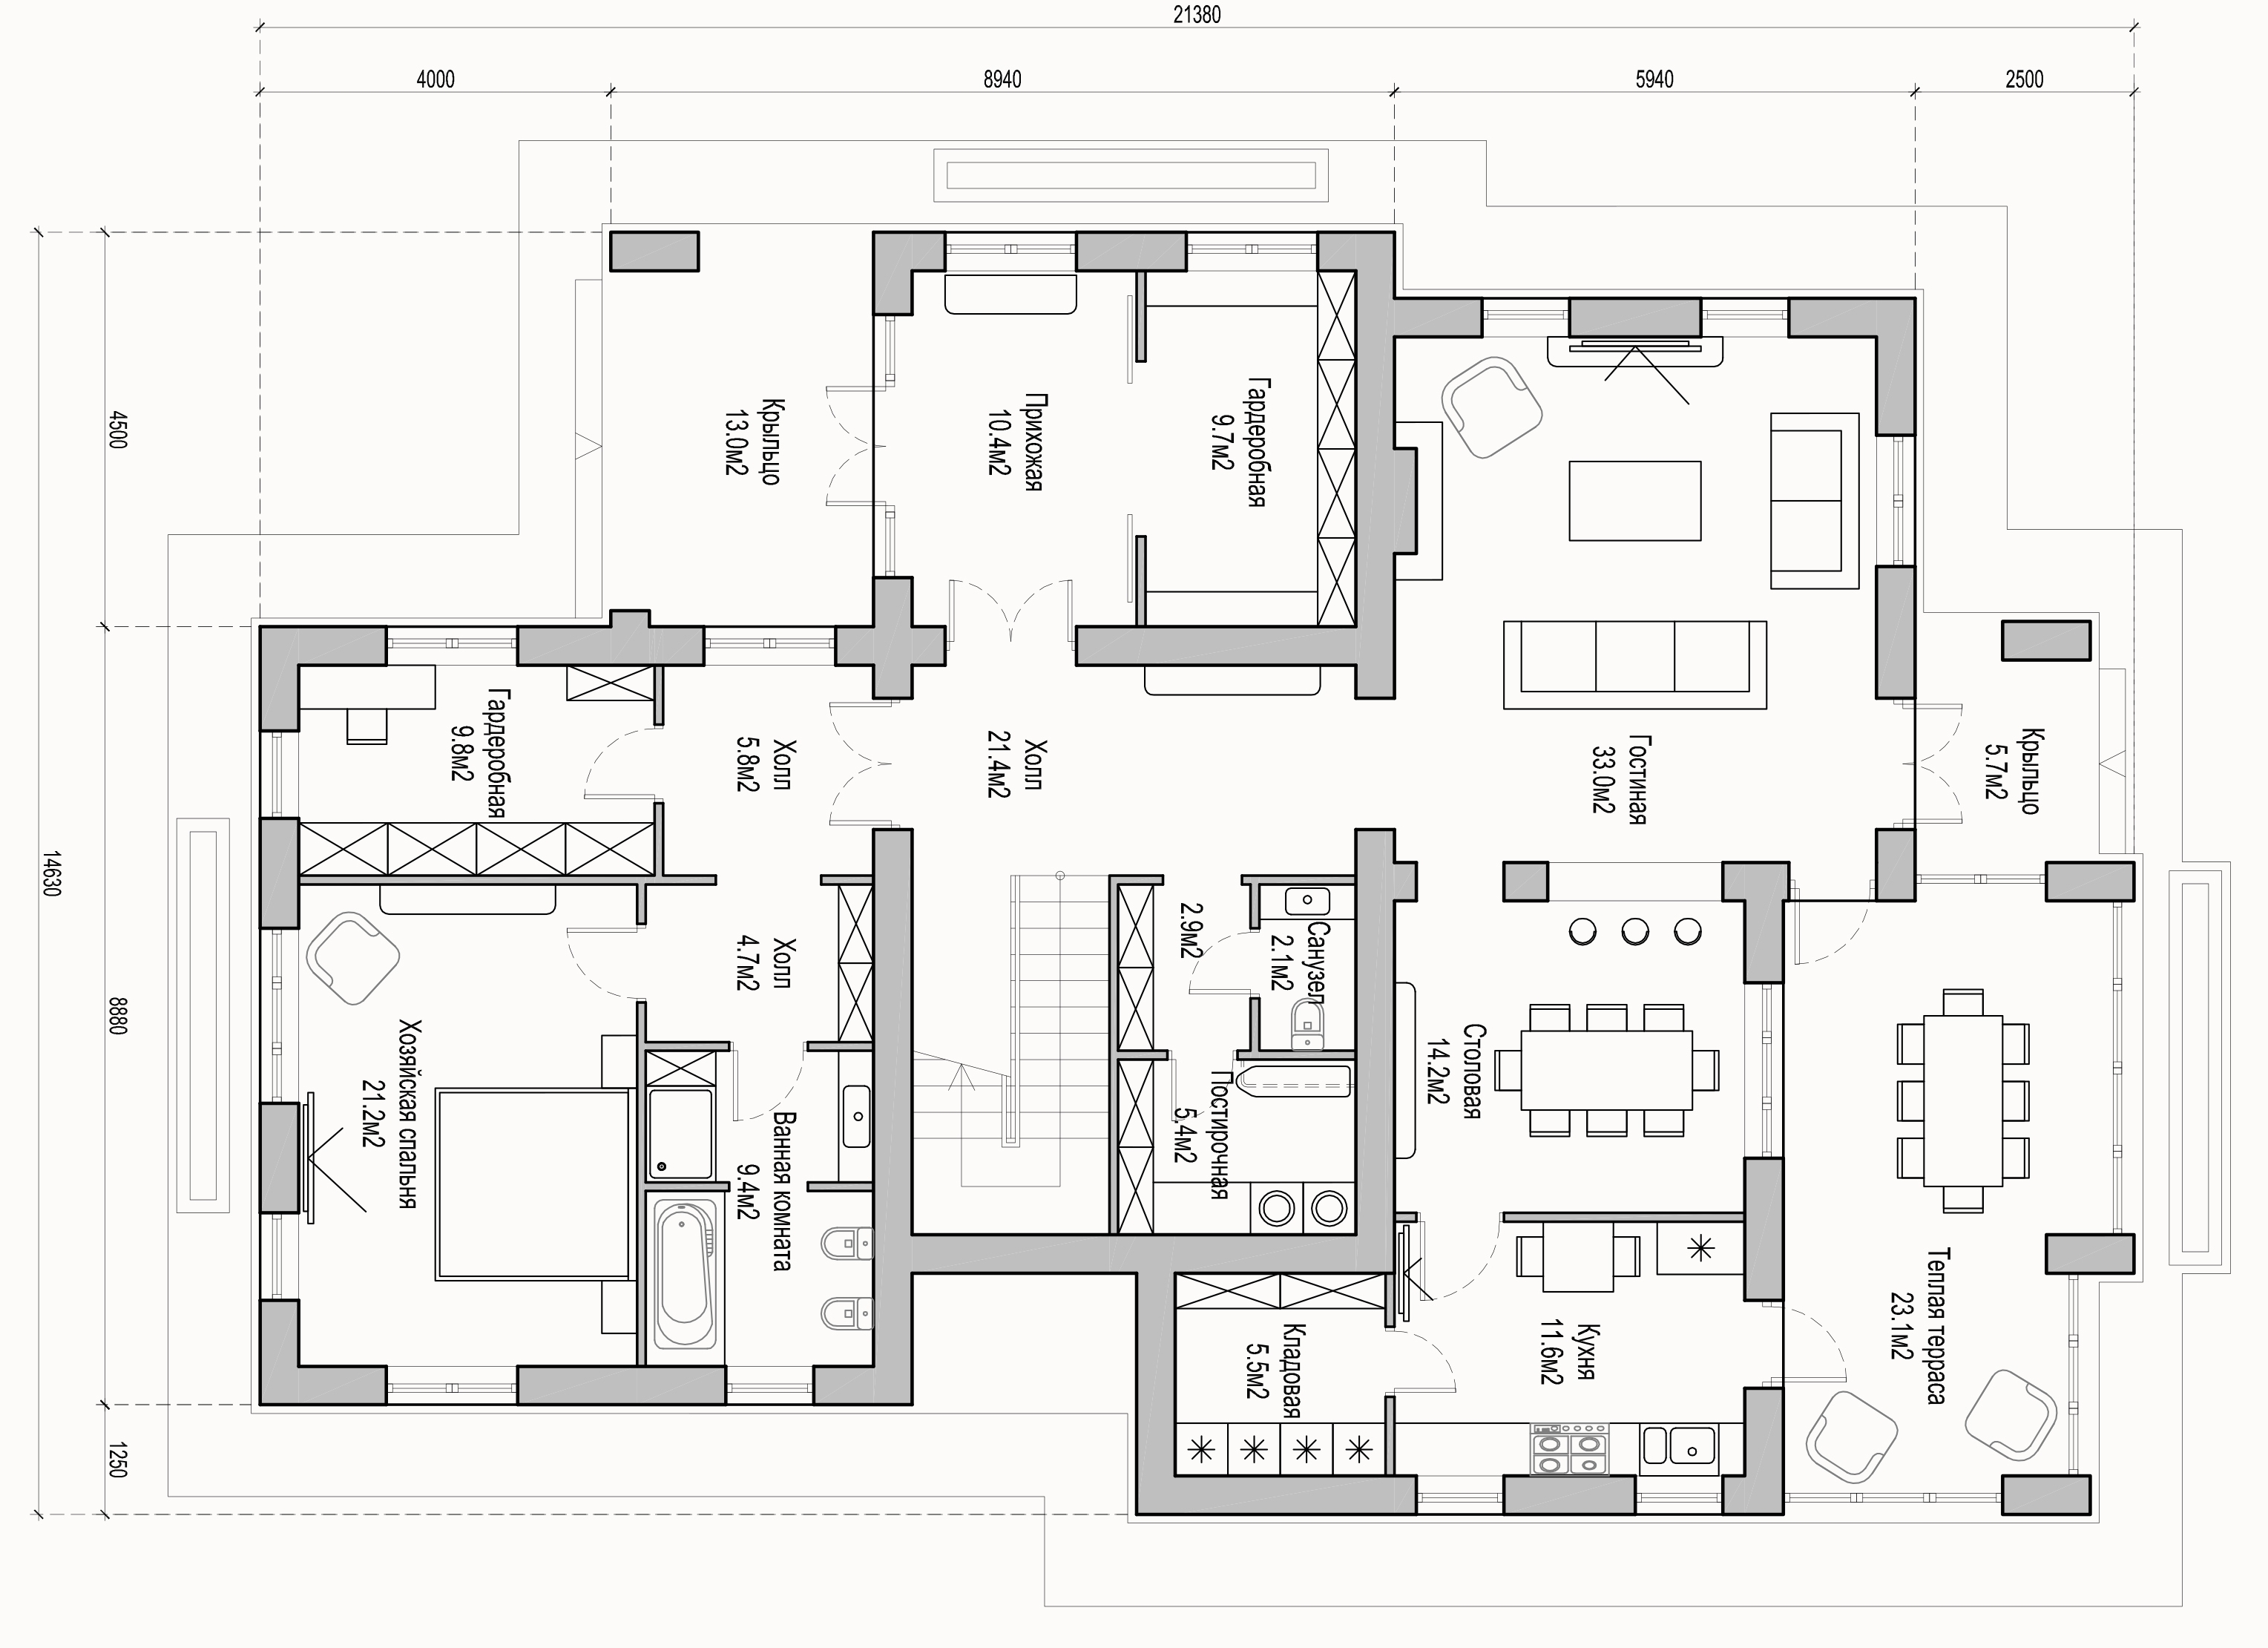 21380
4000
8940
5940
2500
4500
14630
8880
1250
Крыльцо
13.0м2
Прихожая
10.4м2
Гардеробная
9.7м2
Гардеробная
9.8м2
Холл
5.8м2
Холл
21.4м2
Гостиная
33.0м2
Крыльцо
5.7м2
Холл
4.7м2
2.9м2
Санузел
2.1м2
Хозяйская спальня
21.2м2
Ванная комната
9.4м2
Постирочная
5.4м2
Столовая
14.2м2
Кладовая
5.5м2
Кухня
11.6м2
Теплая терраса
23.1м2